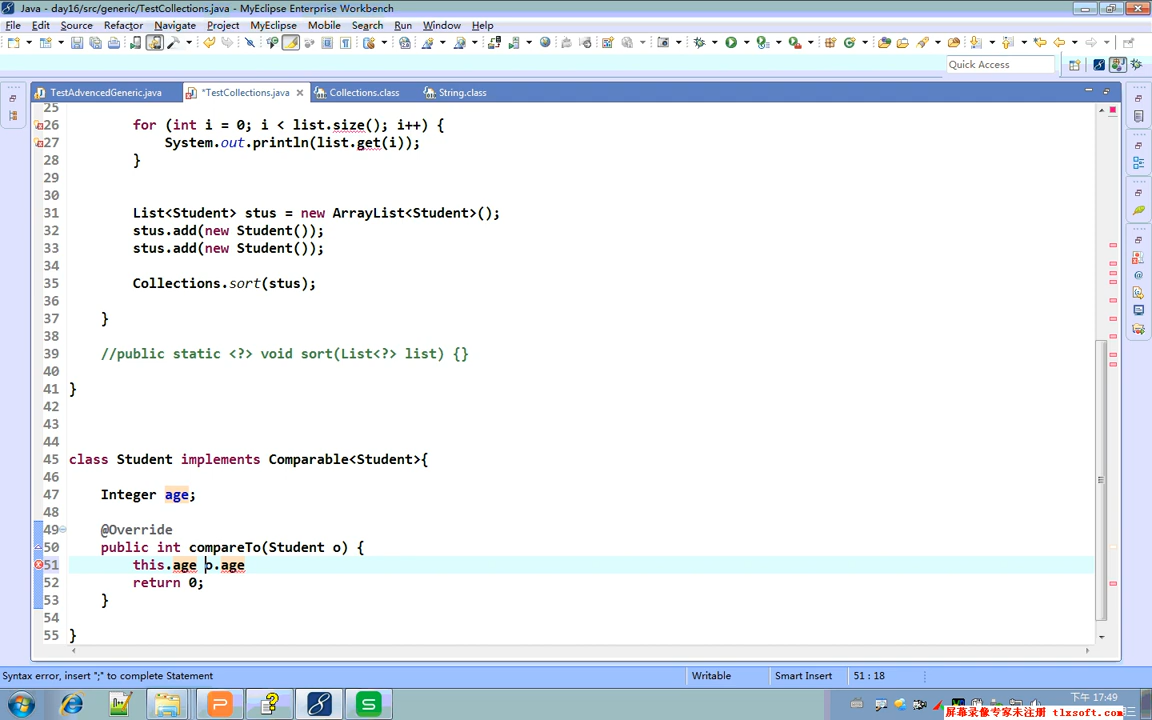 Java - day16/src/generic/TestCollections.java - MyEclipse Enterprise Workbench
File Edit Source Refactor Navigate Project MyEclipse Mobile Search Run Window Help
Quick Access
TestAdvencedGeneric.java *TestCollections.java Collections.class String.class
25
26 for (int i = 0; i < list.size(); i++) {
27 System.out.println(list.get(i));
28 }
29
30
31 List<Student> stus = new ArrayList<Student>();
32 stus.add(new Student());
33 stus.add(new Student());
34
35 Collections.sort(stus);
36
37 }
38
39 //public static <?> void sort(List<?> list) {}
40
41 }
42
43
44
45 class Student implements Comparable<Student>{
46
47 Integer age;
48
49 @Override
50 public int compareTo(Student o) {
51 this.age o.age
52 return 0;
53 }
54
55 }
Syntax error, insert ";" to complete Statement Writable Smart Insert 51 : 18
下午 17:49
屏幕录像专家未注册 tlxsoft.com